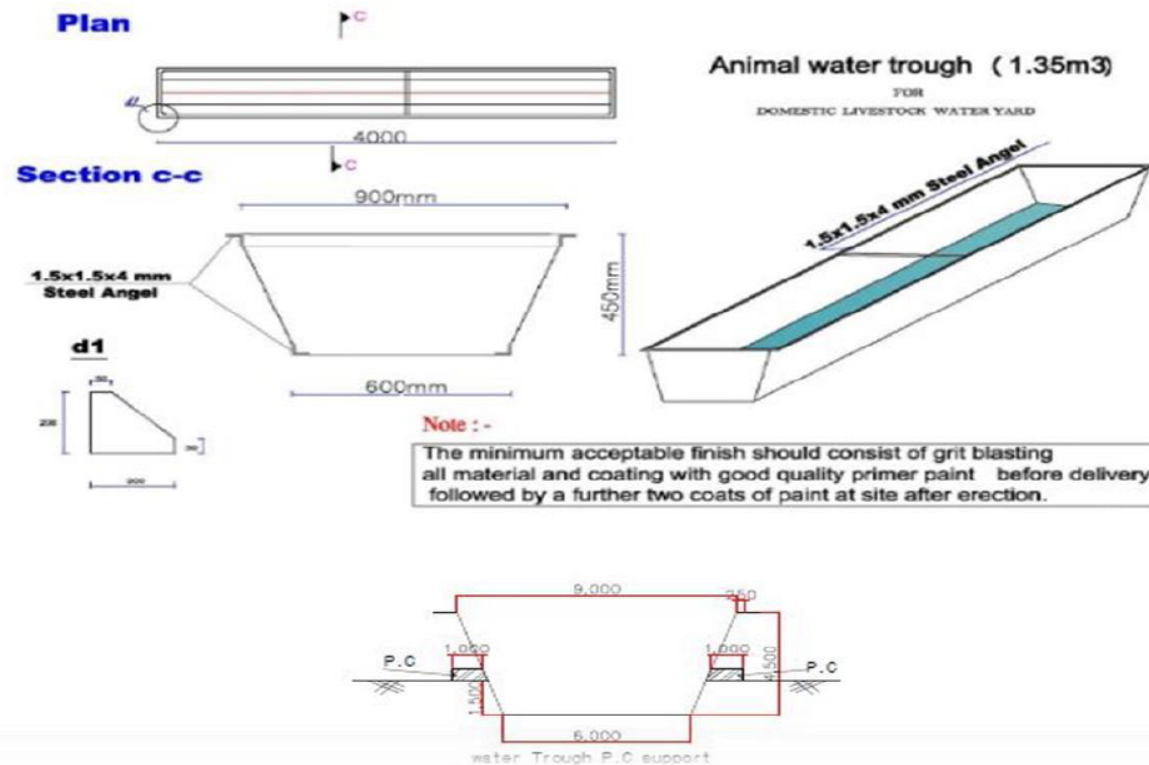 Plan
C
d1
4000
C
Animal water trough ( 1.35m3)
FOR
DOMESTIC LIVESTOCK WATER YARD
Section c-c
900mm
1.5x1.5x4 mm
Steel Angel
450mm
600mm
1.5x1.5x4 mm Steel Angel
d1
200
Note : -
The minimum acceptable finish should consist of grit blasting
all material and coating with good quality primer paint before delivery
followed by a further two coats of paint at site after erection.
9,000
250
1,000
1,000
P.C
P.C
4,500
1,500
6,000
water Trough P.C support